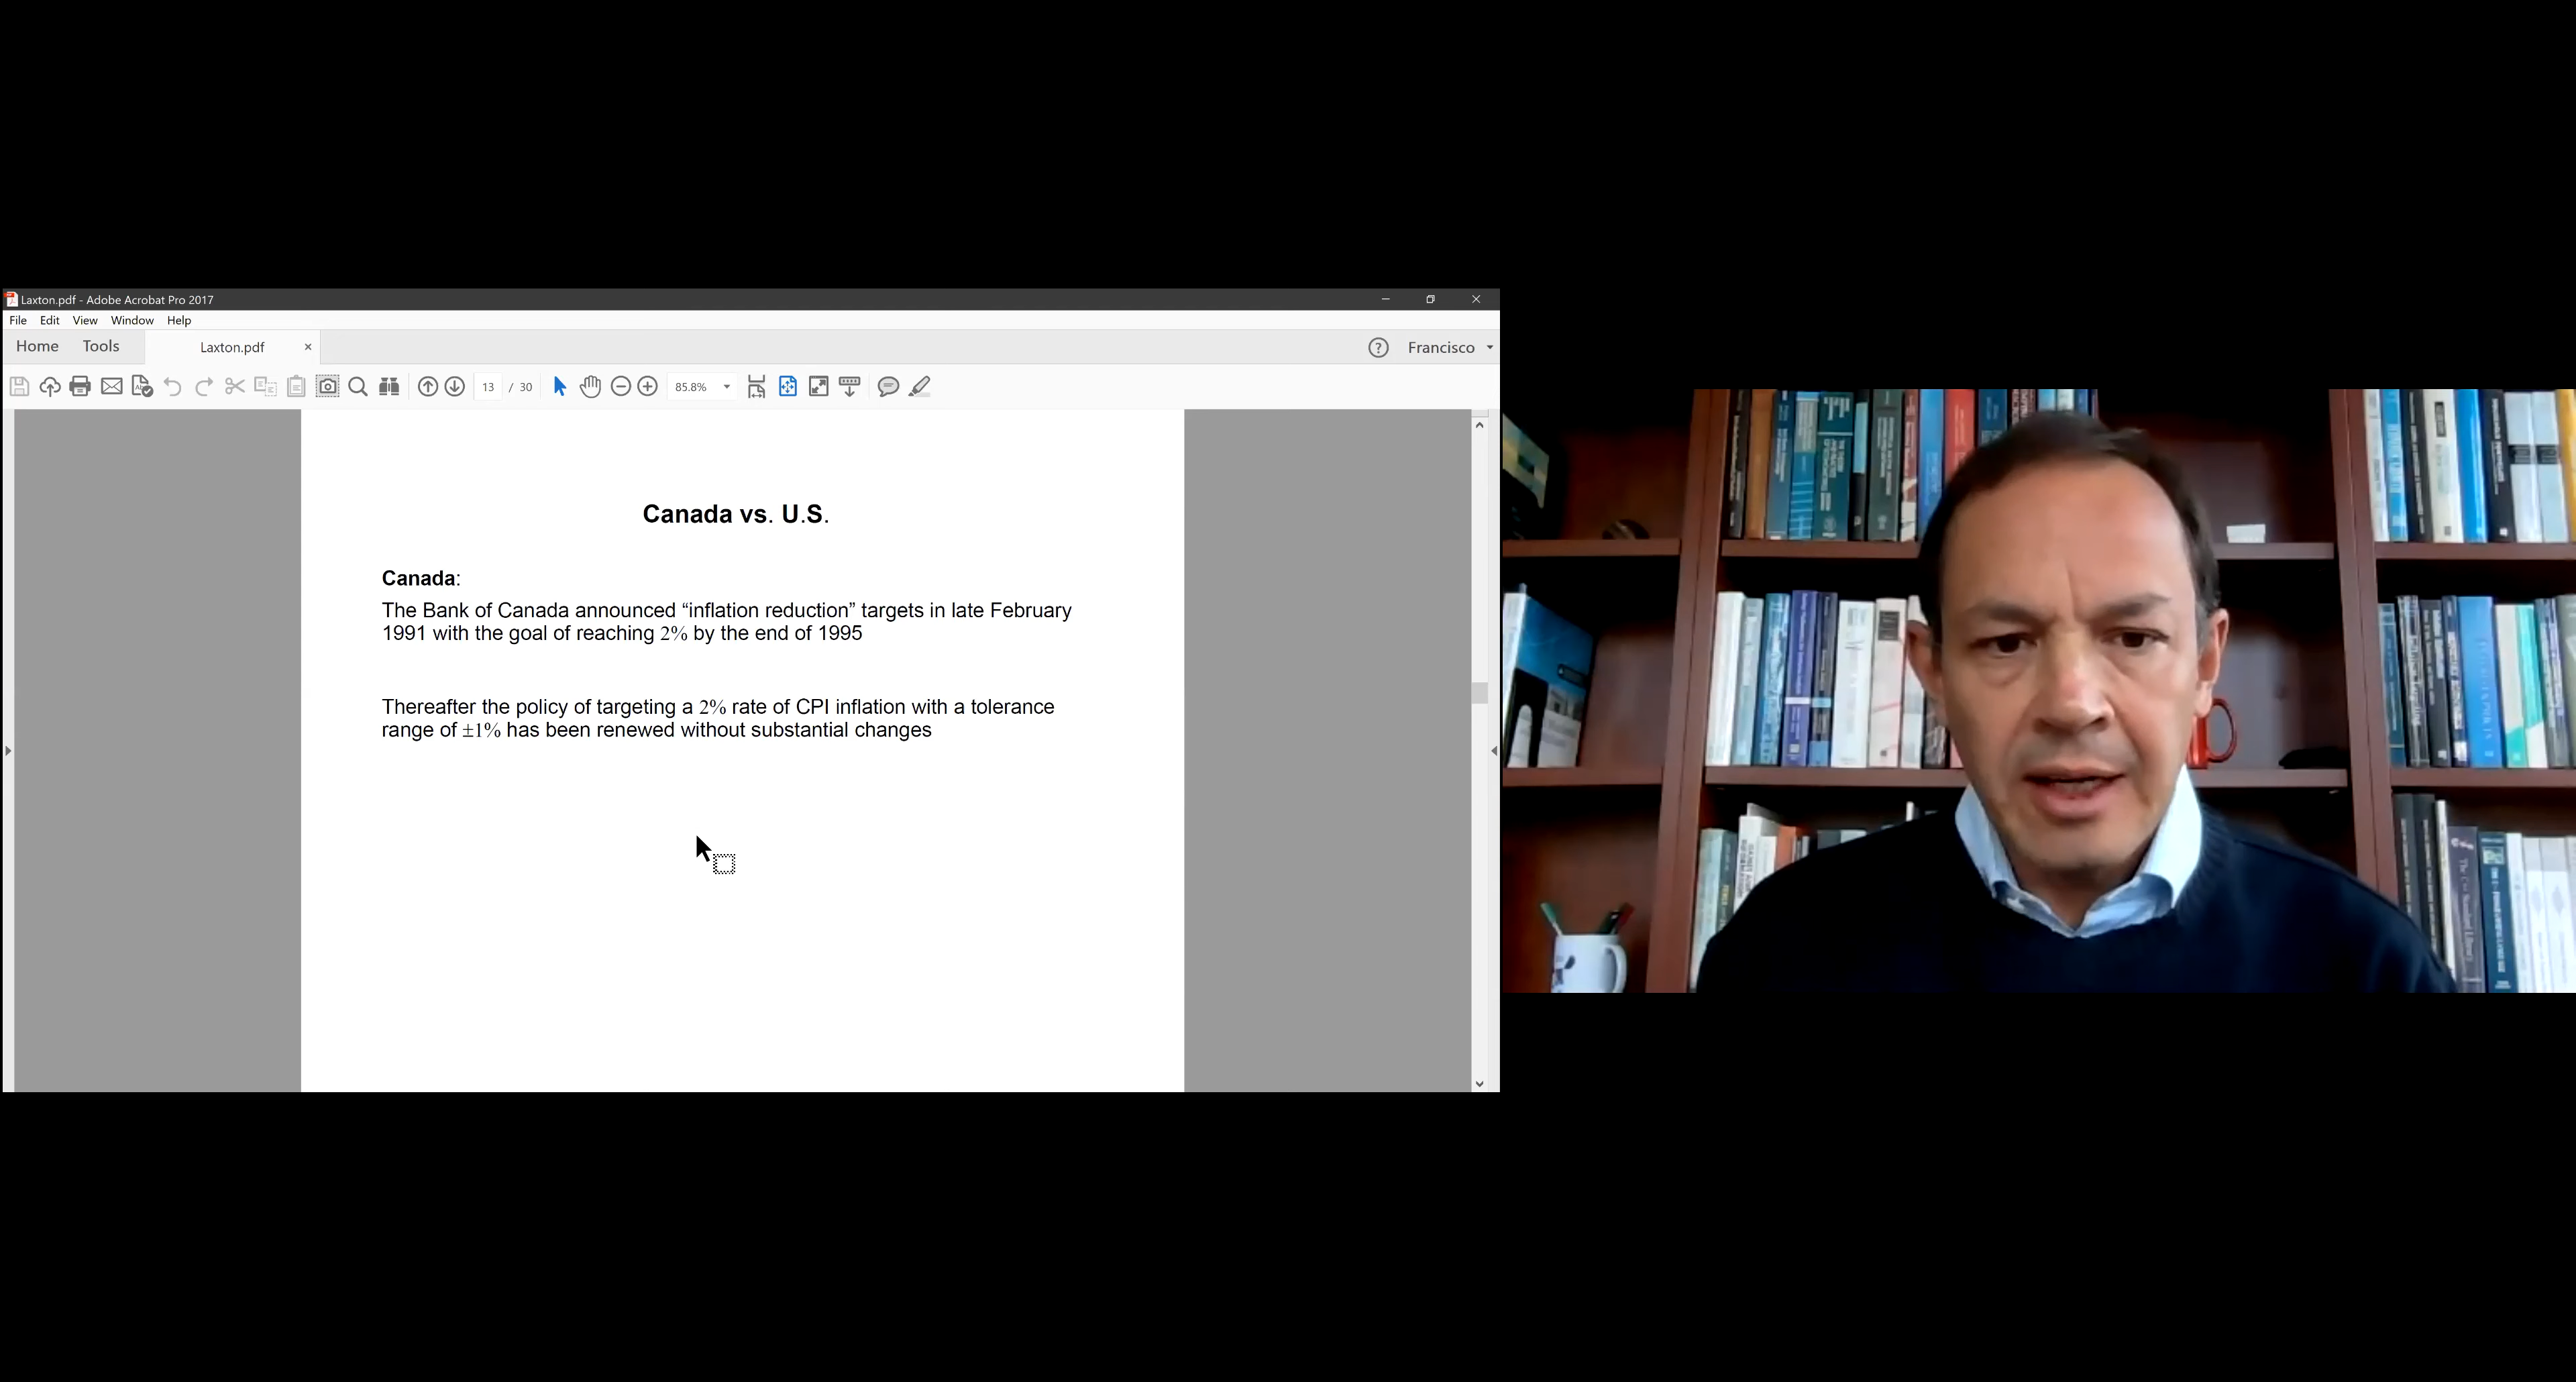 Laxton.pdf - Adobe Acrobat Pro 2017
File Edit View Window Help
Home Tools Laxton.pdf × Francisco
13 / 30 85.8%
Canada vs. U.S.
Canada:
The Bank of Canada announced “inflation reduction” targets in late February
1991 with the goal of reaching 2% by the end of 1995
Thereafter the policy of targeting a 2% rate of CPI inflation with a tolerance
range of ±1% has been renewed without substantial changes